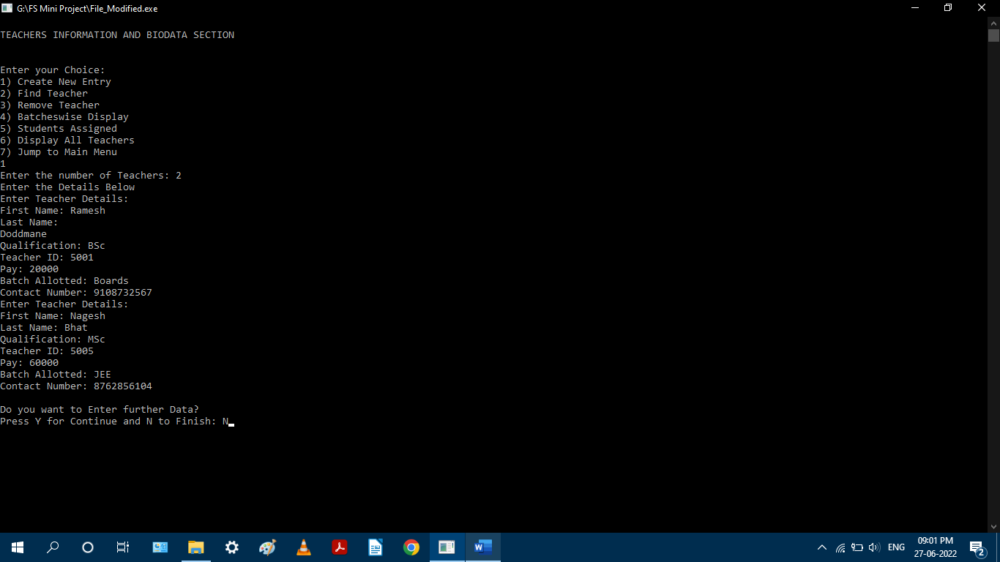 G:\FS Mini Project\File_Modified.exe
TEACHERS INFORMATION AND BIODATA SECTION
Enter your Choice:
1) Create New Entry
2) Find Teacher
3) Remove Teacher
4) Batcheswise Display
5) Students Assigned
6) Display All Teachers
7) Jump to Main Menu
1
Enter the number of Teachers: 2
Enter the Details Below
Enter Teacher Details:
First Name: Ramesh
Last Name:
Doddmane
Qualification: BSc
Teacher ID: 5001
Pay: 20000
Batch Allotted: Boards
Contact Number: 9108732567
Enter Teacher Details:
First Name: Nagesh
Last Name: Bhat
Qualification: MSc
Teacher ID: 5005
Pay: 60000
Batch Allotted: JEE
Contact Number: 8762856104
Do you want to Enter further Data?
Press Y for Continue and N to Finish: N
W
ENG
09:01 PM
27-06-2022
2